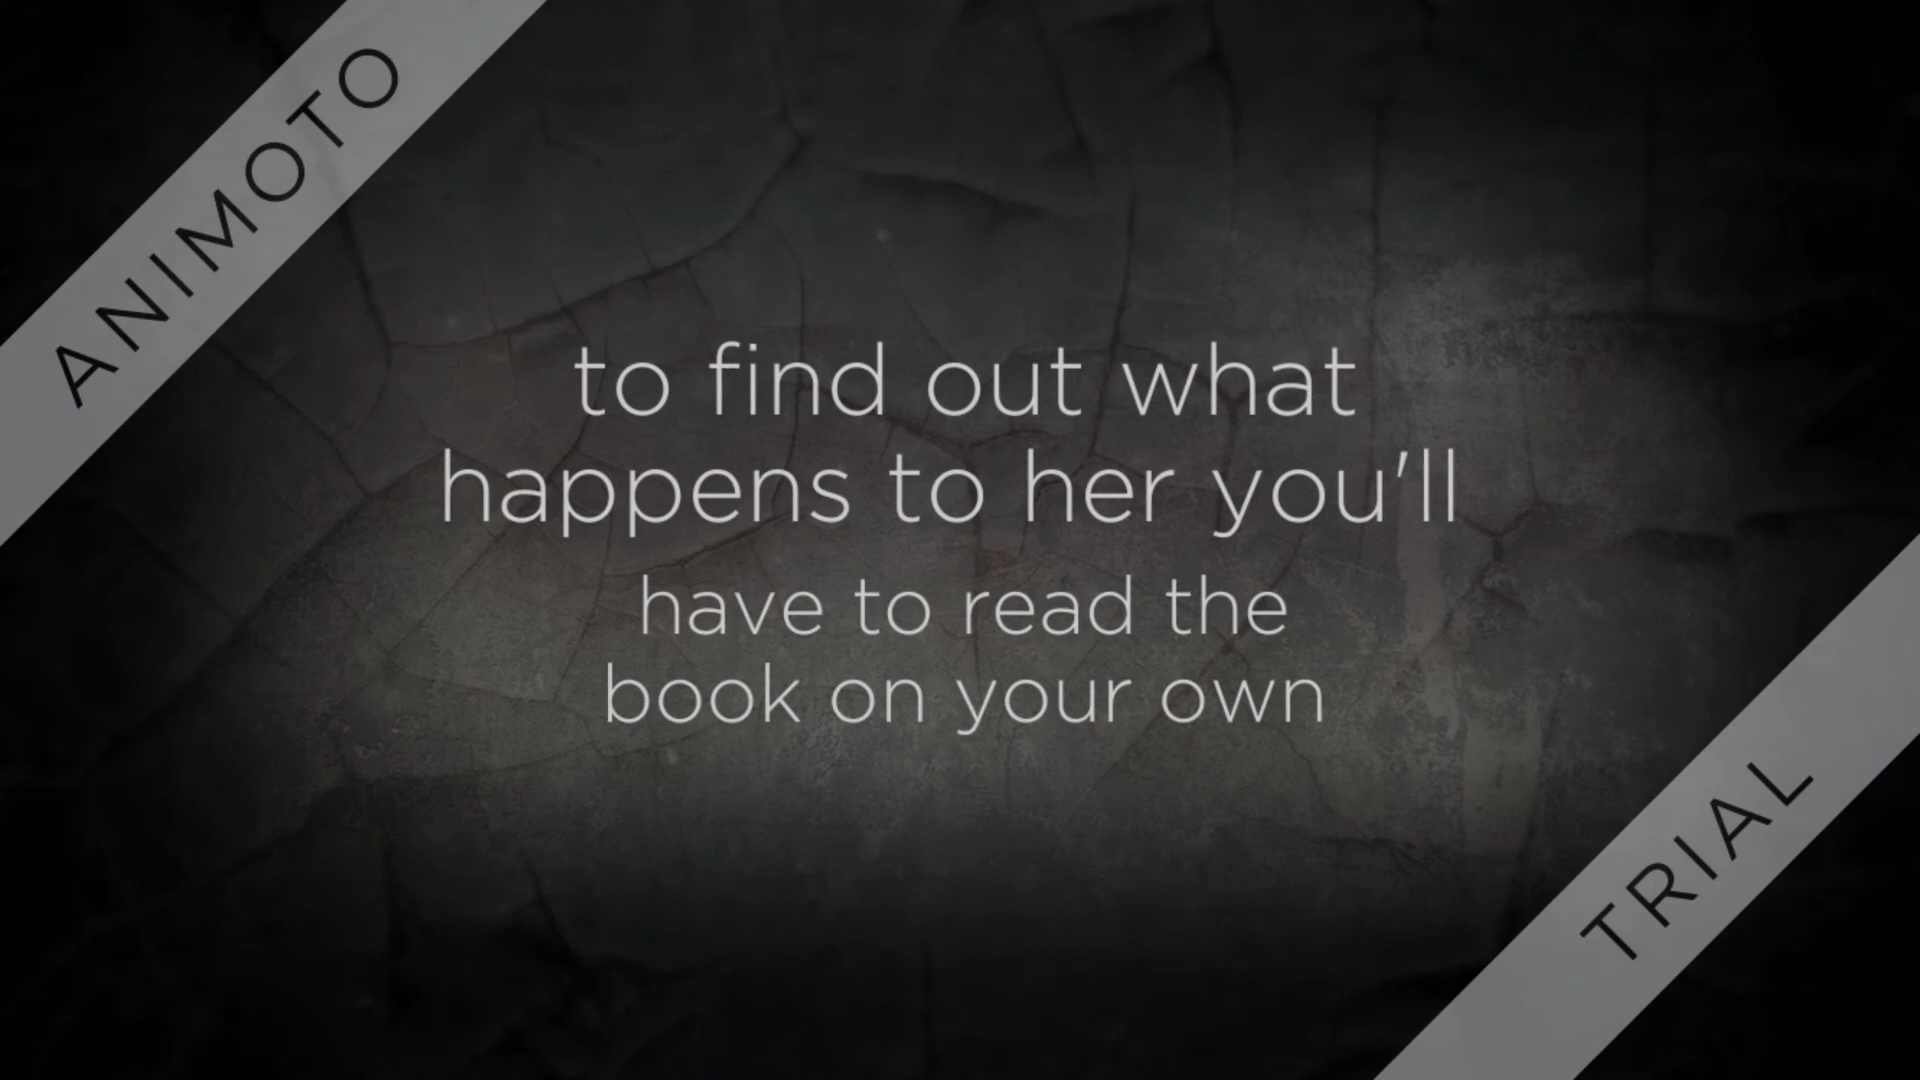 ANIMOTO
to find out what
happens to her you'll
have to read the
book on your own
TRIAL